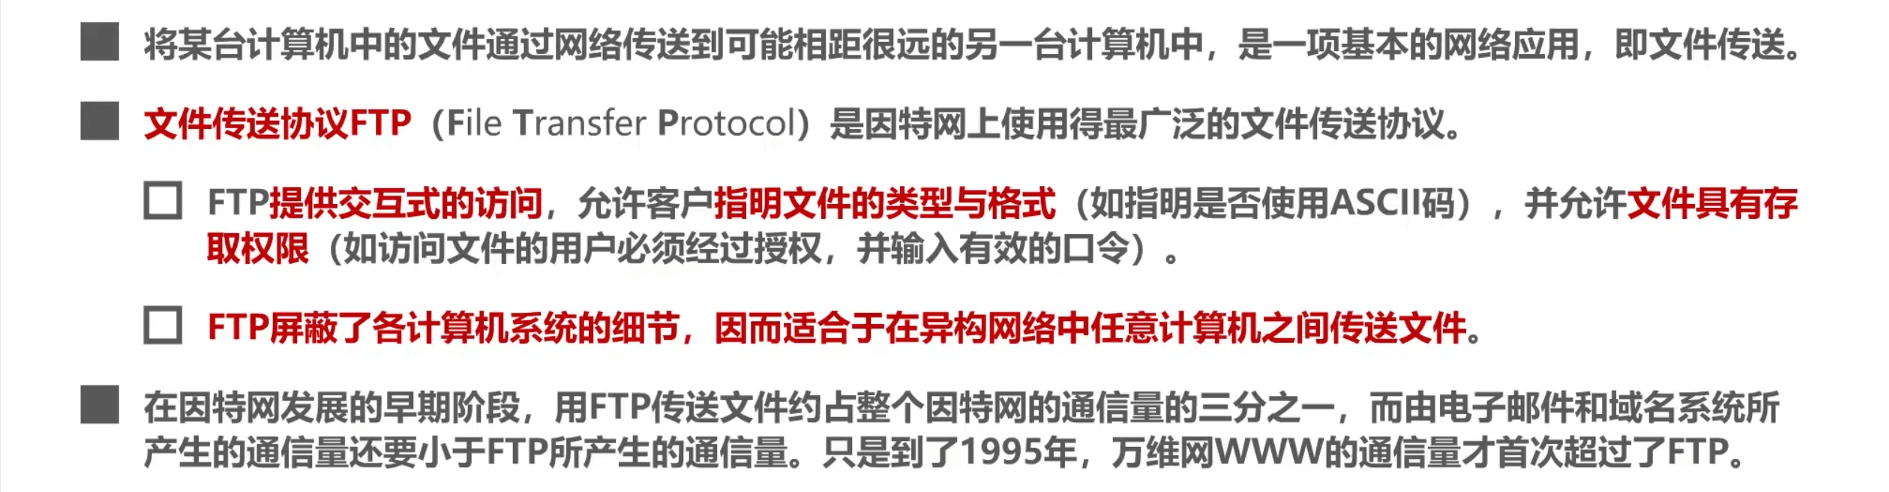 将某台计算机中的文件通过网络传送到可能相距很远的另一台计算机中，是一项基本的网络应用，即文件传送。
文件传送协议FTP（File Transfer Protocol）是因特网上使用得最广泛的文件传送协议。
FTP提供交互式的访问，允许客户指明文件的类型与格式（如指明是否使用ASCII码），并允许文件具有存
取权限（如访问文件的用户必须经过授权，并输入有效的口令）。
FTP屏蔽了各计算机系统的细节，因而适合于在异构网络中任意计算机之间传送文件。
在因特网发展的早期阶段，用FTP传送文件约占整个因特网的通信量的三分之一，而由电子邮件和域名系统所
产生的通信量还要小于FTP所产生的通信量。只是到了1995年，万维网WWW的通信量才首次超过了FTP。